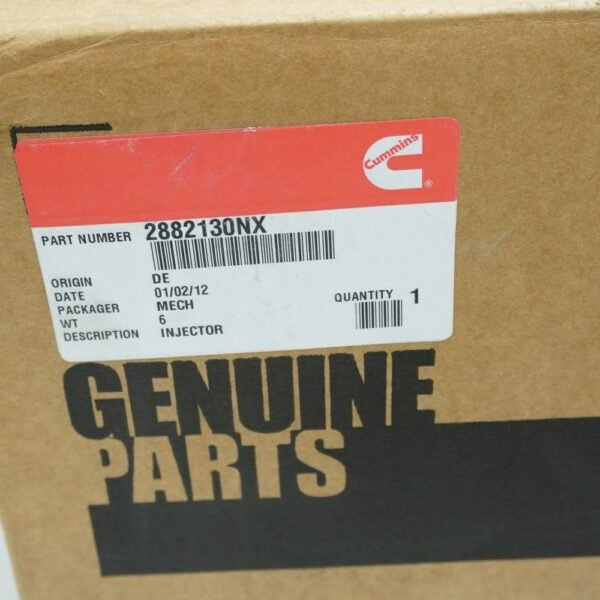 Cummins
®
PART NUMBER 2882130NX
ORIGIN DE
DATE 01/02/12
PACKAGER MECH
QUANTITY 1
WT 6
DESCRIPTION INJECTOR
GENUINE
PARTS